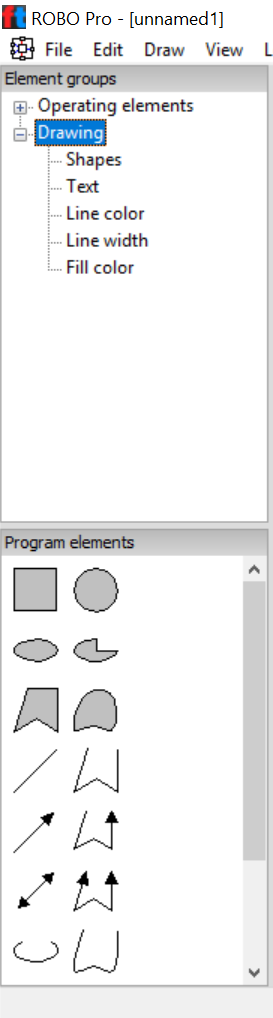 ft ROBO Pro - [unnamed1]
File Edit Draw View L
Element groups
Operating elements
Drawing
Shapes
Text
Line color
Line width
Fill color
Program elements